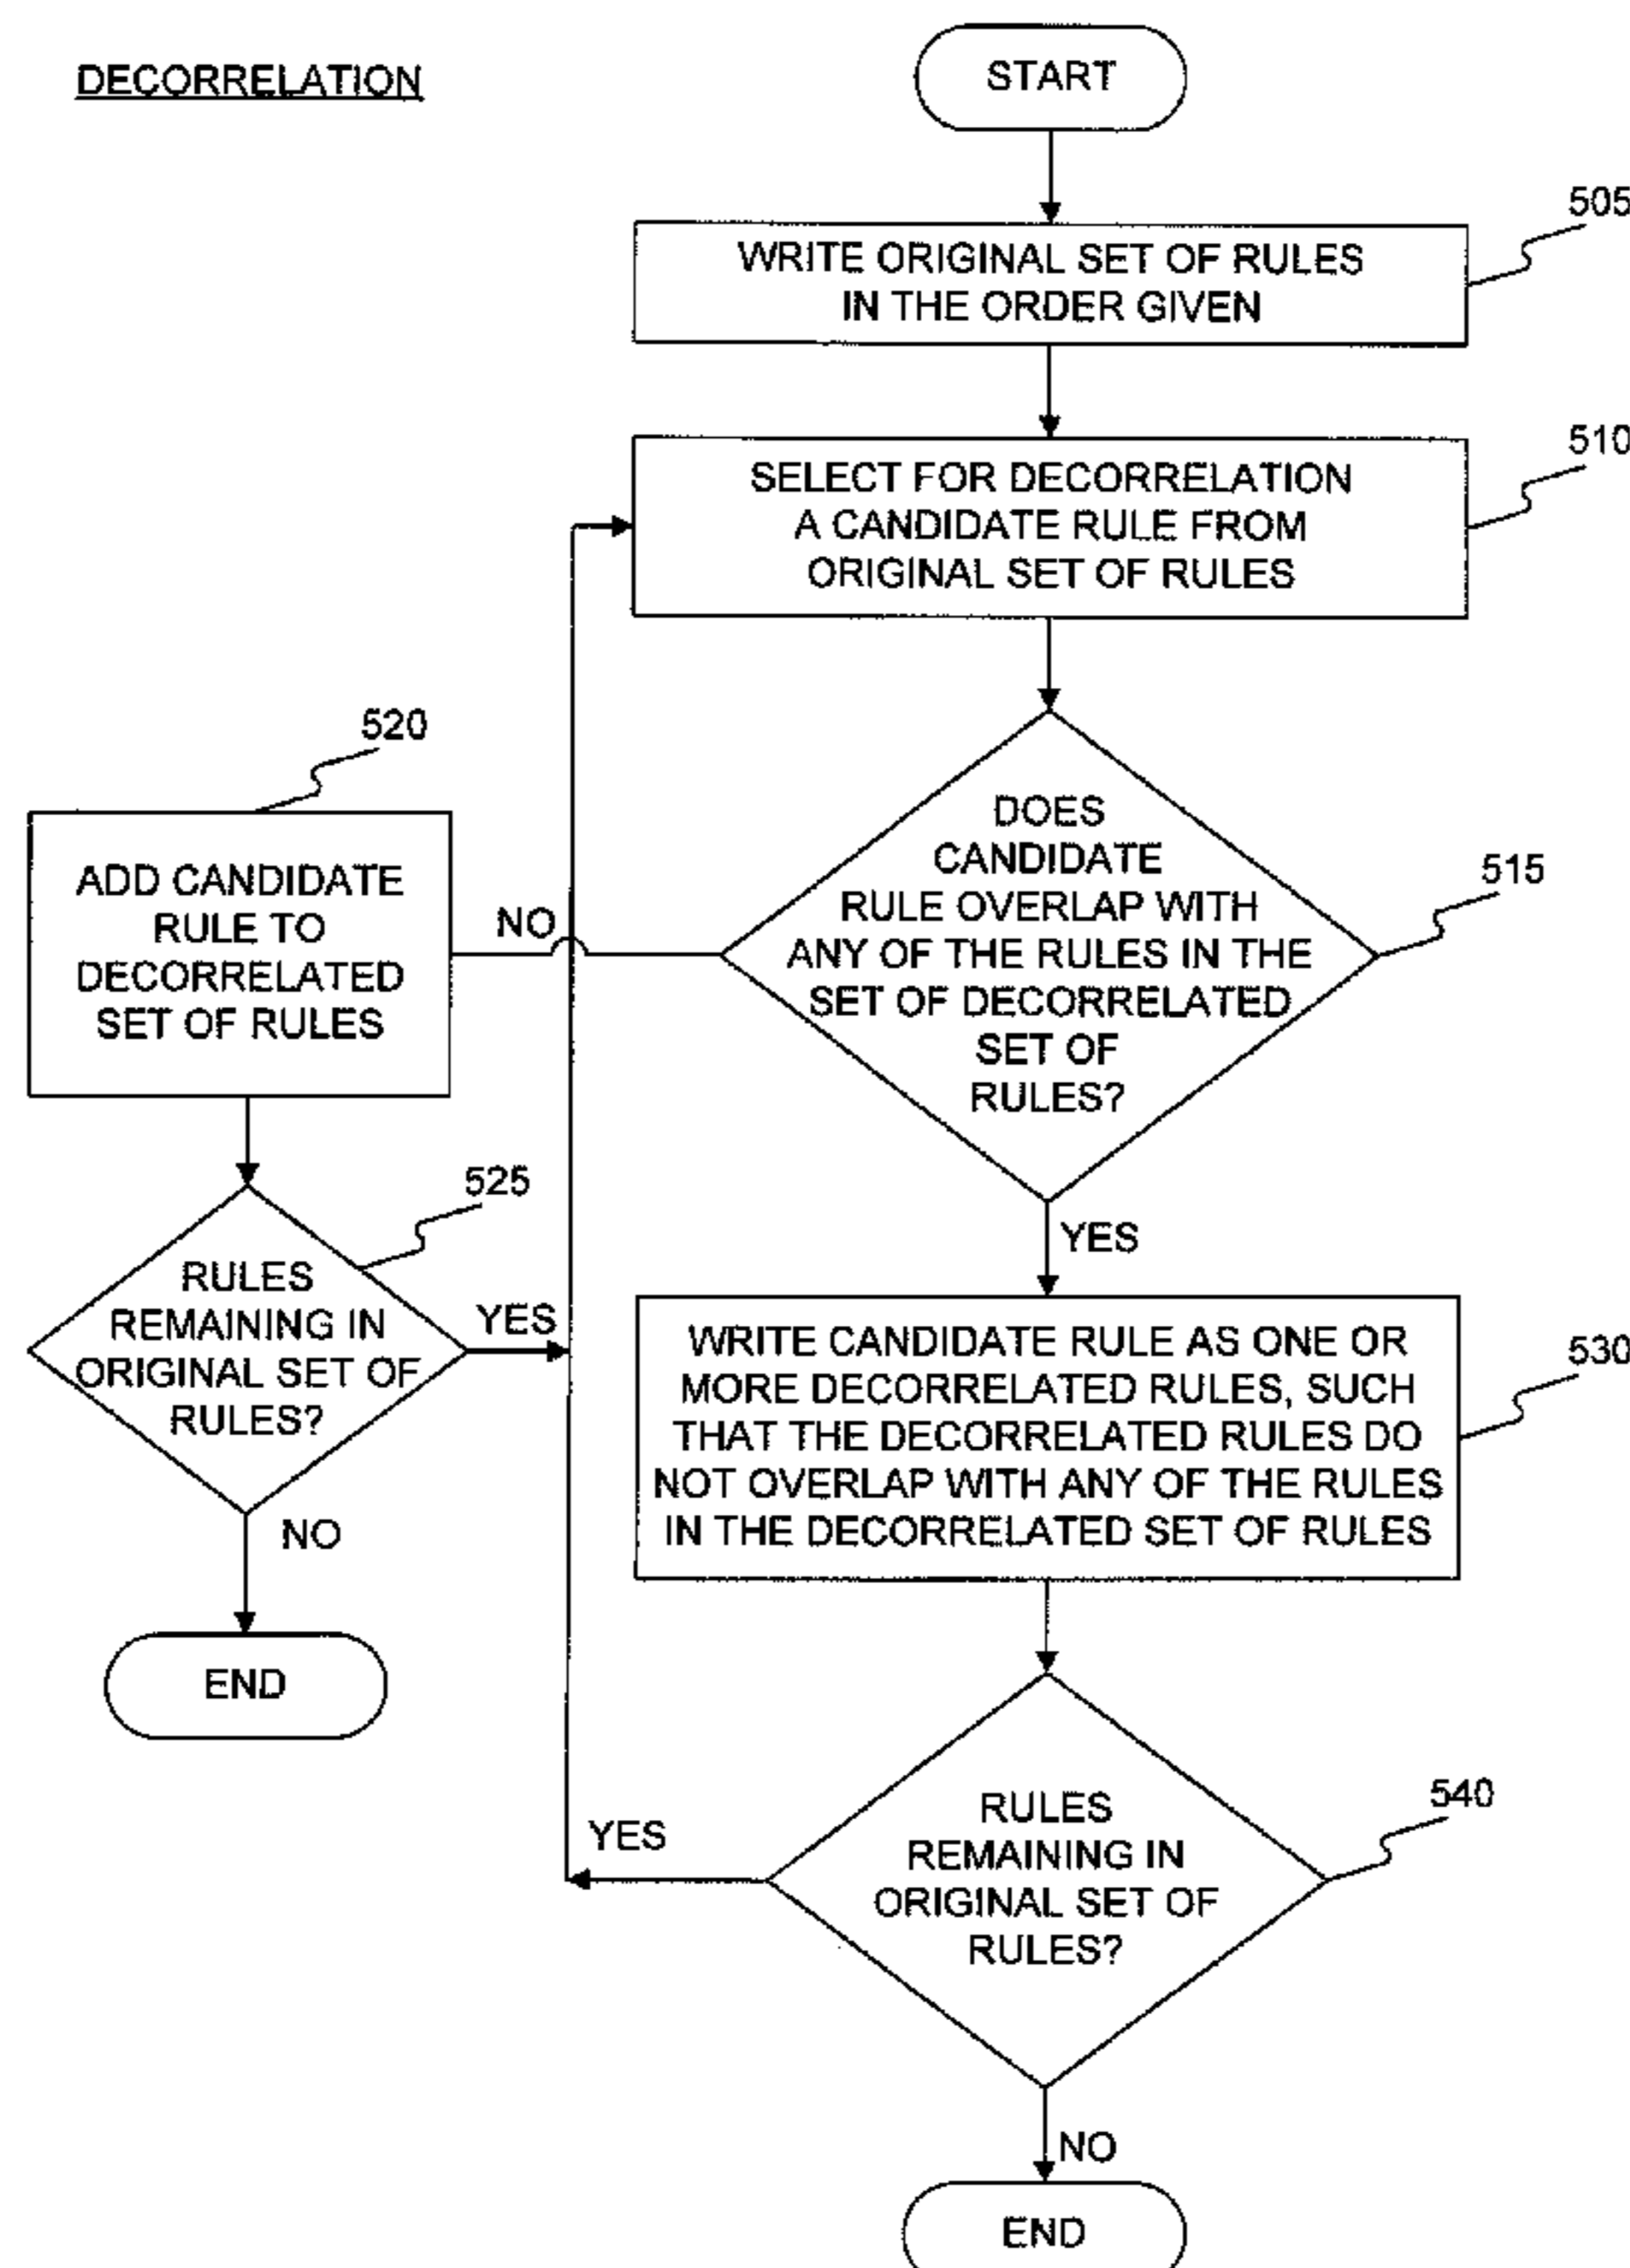 DECORRELATION
START
505
WRITE ORIGINAL SET OF RULES
IN THE ORDER GIVEN
510
SELECT FOR DECORRELATION
A CANDIDATE RULE FROM
ORIGINAL SET OF RULES
515
DOES
CANDIDATE
RULE OVERLAP WITH
ANY OF THE RULES IN THE
SET OF DECORRELATED
SET OF
RULES?
NO
520
ADD CANDIDATE
RULE TO
DECORRELATED
SET OF RULES
525
RULES
REMAINING IN
ORIGINAL SET OF
RULES?
YES
NO
END
YES
530
WRITE CANDIDATE RULE AS ONE OR
MORE DECORRELATED RULES, SUCH
THAT THE DECORRELATED RULES DO
NOT OVERLAP WITH ANY OF THE RULES
IN THE DECORRELATED SET OF RULES
540
RULES
REMAINING IN
ORIGINAL SET OF
RULES?
YES
NO
END